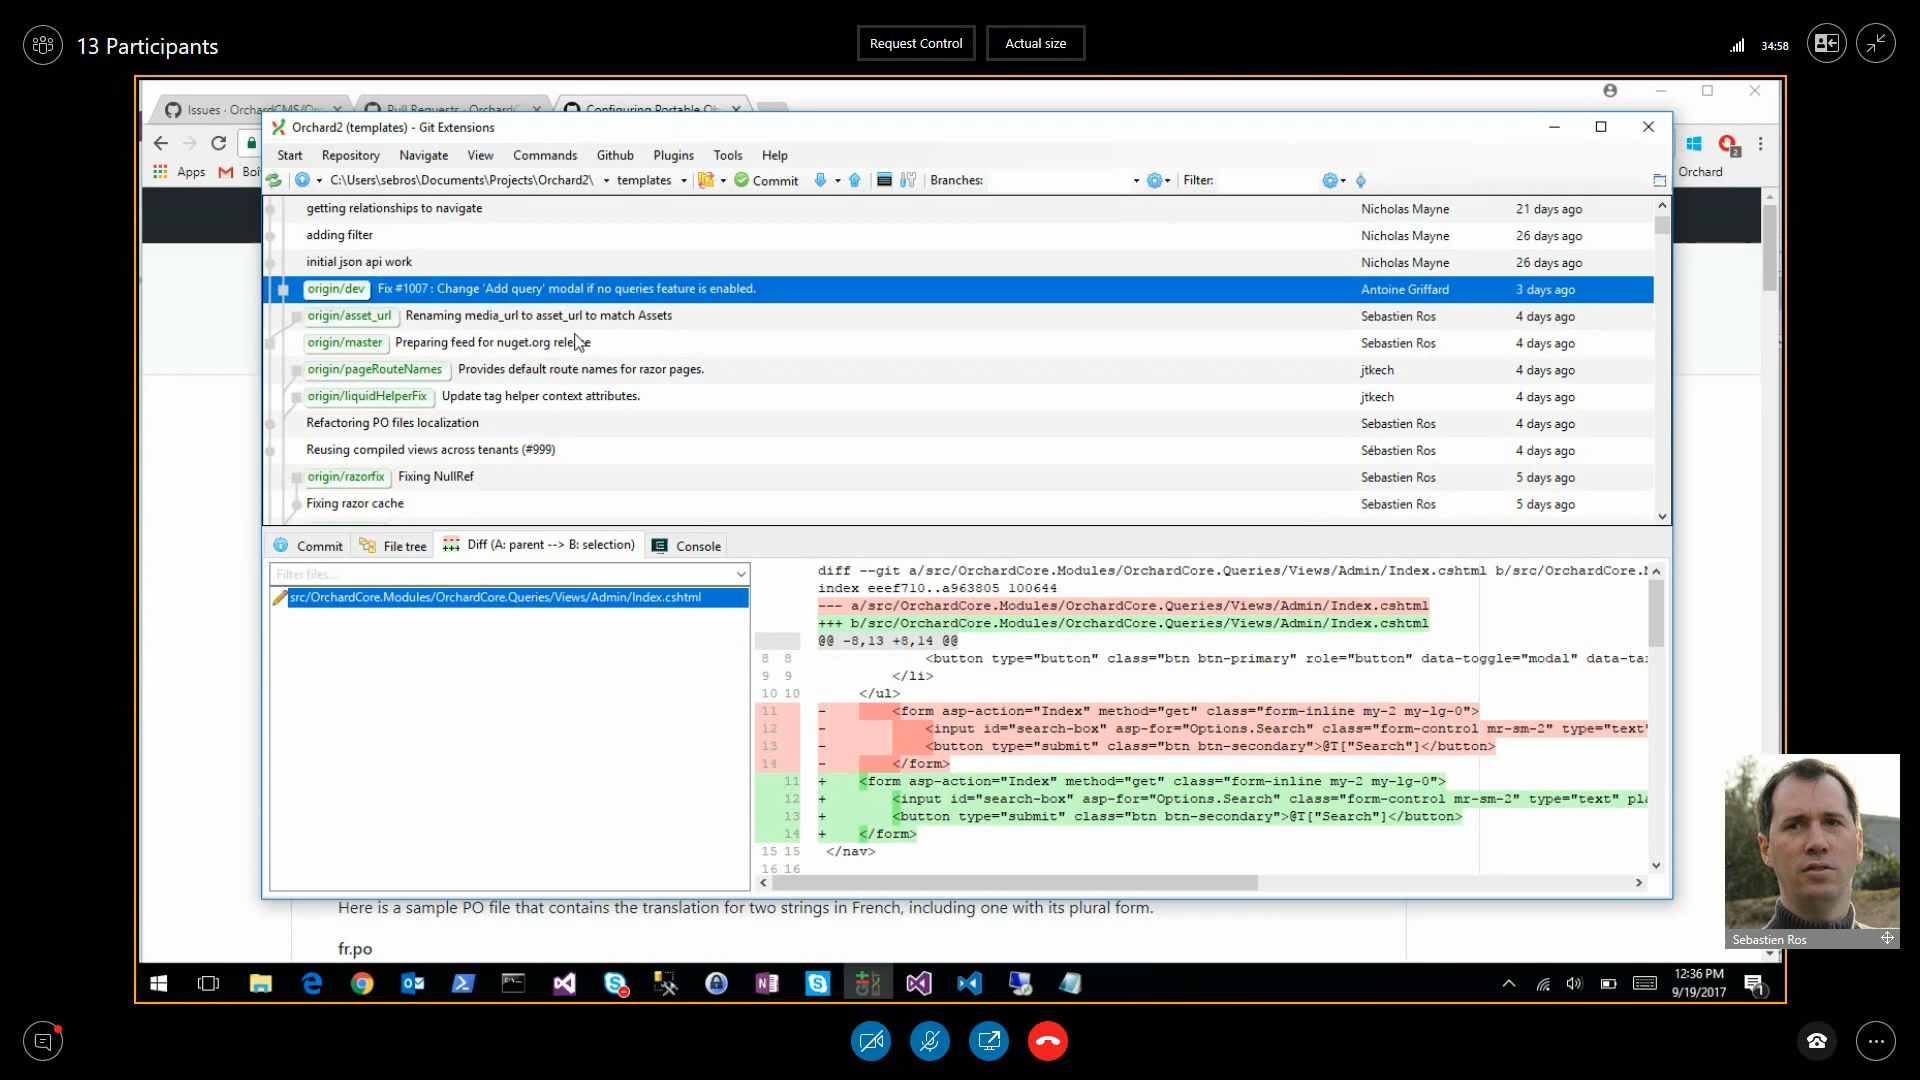 13 Participants
Request Control
Actual size
34:58
Issues · OrchardCMS/Or
Pull Requests · OrchardC
Configuring Portable Ob
Orchard2 (templates) - Git Extensions
Start Repository Navigate View Commands Github Plugins Tools Help
C:\Users\sebros\Documents\Projects\Orchard2\ templates Commit Branches: Filter:
Apps Boî Orchard
2
getting relationships to navigate Nicholas Mayne 21 days ago
adding filter Nicholas Mayne 26 days ago
initial json api work Nicholas Mayne 26 days ago
origin/dev Fix #1007 : Change 'Add query' modal if no queries feature is enabled. Antoine Griffard 3 days ago
origin/asset_url Renaming media_url to asset_url to match Assets Sebastien Ros 4 days ago
origin/master Preparing feed for nuget.org release Sebastien Ros 4 days ago
origin/pageRouteNames Provides default route names for razor pages. jtkech 4 days ago
origin/liquidHelperFix Update tag helper context attributes. jtkech 4 days ago
Refactoring PO files localization Sebastien Ros 4 days ago
Reusing compiled views across tenants (#999) Sébastien Ros 4 days ago
origin/razorfix Fixing NullRef Sebastien Ros 5 days ago
Fixing razor cache Sebastien Ros 5 days ago
Commit File tree Diff (A: parent --> B: selection) Console
Filter files...
src/OrchardCore.Modules/OrchardCore.Queries/Views/Admin/Index.cshtml
diff --git a/src/OrchardCore.Modules/OrchardCore.Queries/Views/Admin/Index.cshtml b/src/OrchardCore.M
index eeef710..a963805 100644
--- a/src/OrchardCore.Modules/OrchardCore.Queries/Views/Admin/Index.cshtml
+++ b/src/OrchardCore.Modules/OrchardCore.Queries/Views/Admin/Index.cshtml
@@ -8,13 +8,14 @@
8 8 <button type="button" class="btn btn-primary" role="button" data-toggle="modal" data-ta
9 9 </li>
10 10 </ul>
11 - <form asp-action="Index" method="get" class="form-inline my-2 my-lg-0">
12 - <input id="search-box" asp-for="Options.Search" class="form-control mr-sm-2" type="text"
13 - <button type="submit" class="btn btn-secondary">@T["Search"]</button>
14 - </form>
11 + <form asp-action="Index" method="get" class="form-inline my-2 my-lg-0">
12 + <input id="search-box" asp-for="Options.Search" class="form-control mr-sm-2" type="text" pla
13 + <button type="submit" class="btn btn-secondary">@T["Search"]</button>
14 + </form>
15 15 </nav>
16 16
Here is a sample PO file that contains the translation for two strings in French, including one with its plural form.
fr.po
Sebastien Ros
12:36 PM
9/19/2017
1